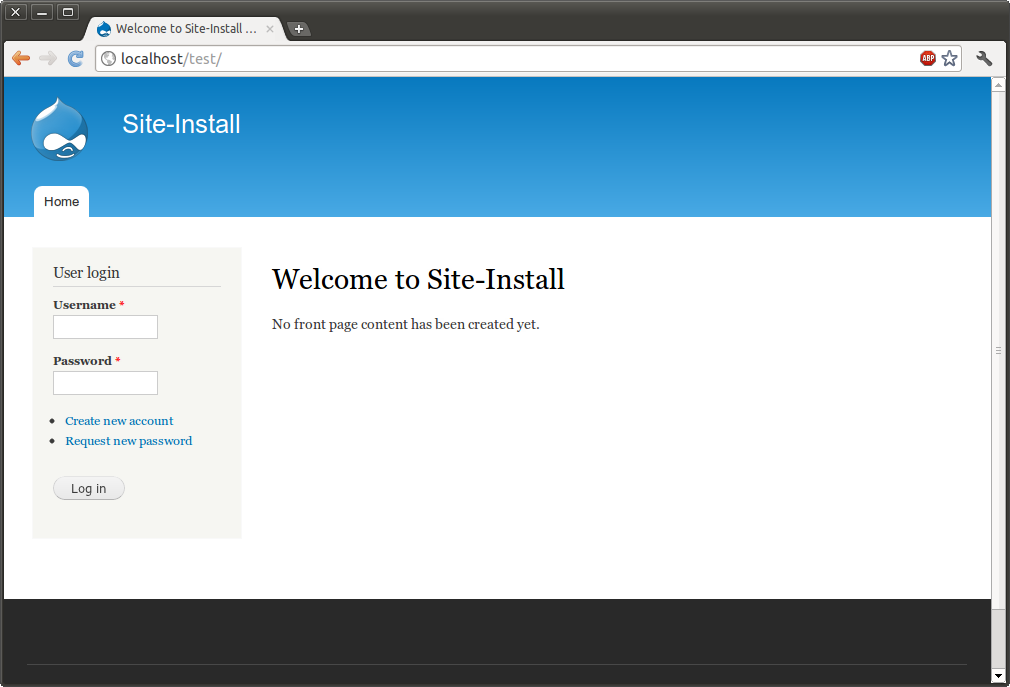 Welcome to Site-Install ...
localhost/test/
ABP
Site-Install
Home
User login
Username *
Password *
Create new account
Request new password
Log in
Welcome to Site-Install
No front page content has been created yet.